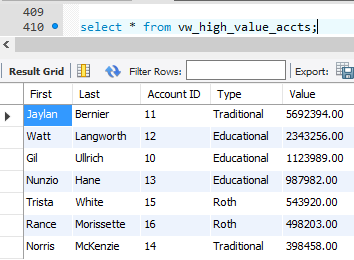 409
410 select * from vw_high_value_accts;
Result Grid Filter Rows: Export:
First Last Account ID Type Value
Jaylan Bernier 11 Traditional 5692394.00
Watt Langworth 12 Educational 2343256.00
Gil Ullrich 10 Educational 1123989.00
Nunzio Hane 13 Educational 987982.00
Trista White 15 Roth 543920.00
Rance Morissette 16 Roth 498203.00
Norris McKenzie 14 Traditional 398458.00